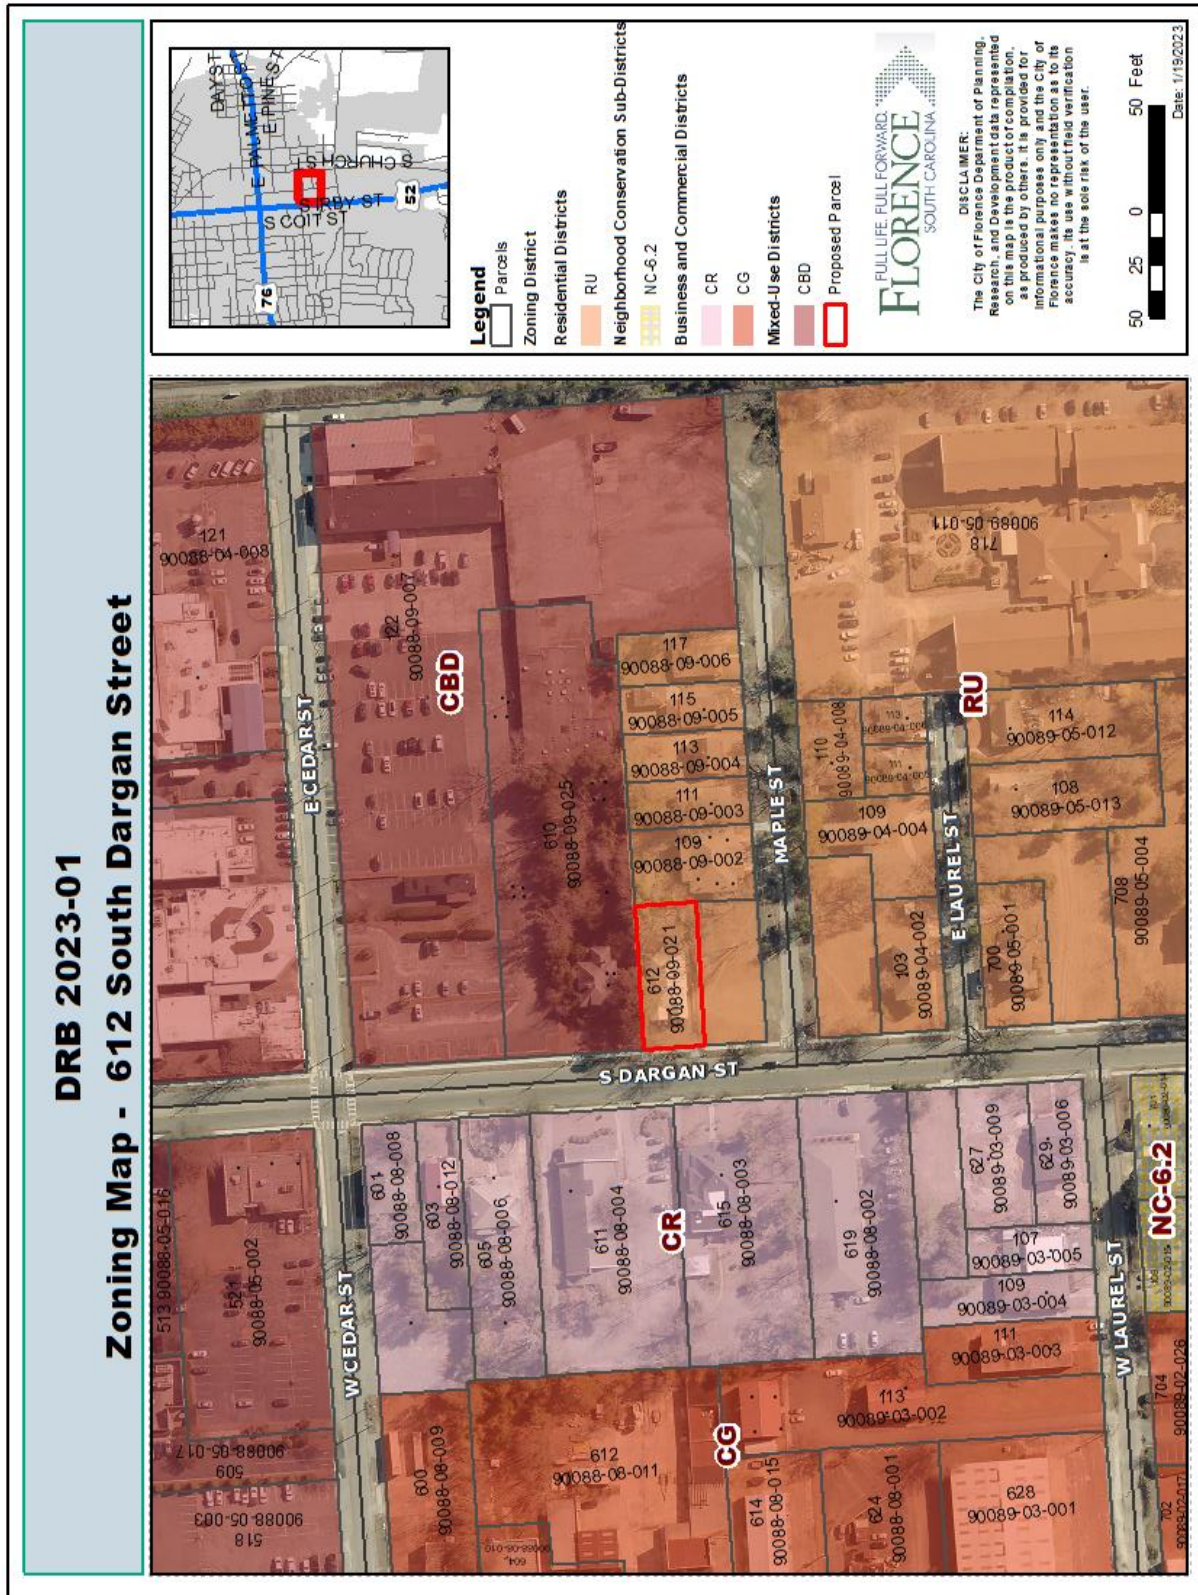 DRB 2023-01
Zoning Map - 612 South Dargan Street
513 90088-05-016
521
90088-05-002
509
90088-05-017
518
90088-05-003
W CEDAR ST
E CEDAR ST
121
90088-04-008
122
90088-09-007
CBD
610
90088-09-025
117
90088-09-006
115
90088-09-005
113
90088-09-004
111
90088-09-003
109
90088-09-002
612
90088-09-021
S DARGAN ST
MAPLE ST
601
90088-08-008
603
90088-08-012
605
90088-08-006
611
90088-08-004
CR
615
90088-08-003
619
90088-08-002
627
90089-03-009
629
90089-03-006
107
90089-03-005
109
90089-03-004
111
90089-03-003
113
90089-03-002
CG
600
90088-08-009
612
90088-08-011
604
90088-08-010
614
90088-08-015
624
90088-08-001
628
90089-03-001
110
90089-04-008
113
111
90089-04-005
109
90089-04-004
103
90089-04-002
E LAUREL ST
RU
718
90089-05-011
114
90089-05-012
108
90089-05-013
700
90089-05-001
708
90089-05-004
W LAUREL ST
NC-6.2
704
90089-02-026
702
90089-02-017
DAY ST
E PALMETTO ST
E PINE ST
S CHURCH ST
S IRBY ST
S COIT ST
76
52
Legend
Parcels
Zoning District
Residential Districts
RU
Neighborhood Conservation Sub-Districts
NC-6.2
Business and Commercial Districts
CR
CG
Mixed-Use Districts
CBD
Proposed Parcel
FULL LIFE. FULL FORWARD.
FLORENCE
SOUTH CAROLINA
DISCLAIMER:
The City of Florence Deparment of Planning,
Research, and Development data represented
on this map is the product of compilation,
as produced by others. It is provided for
informational purposes only and the City of
Florence makes no representation as to its
accuracy. Its use without field verification
is at the sole risk of the user.
50 25 0 50 Feet
Date: 1/19/2023